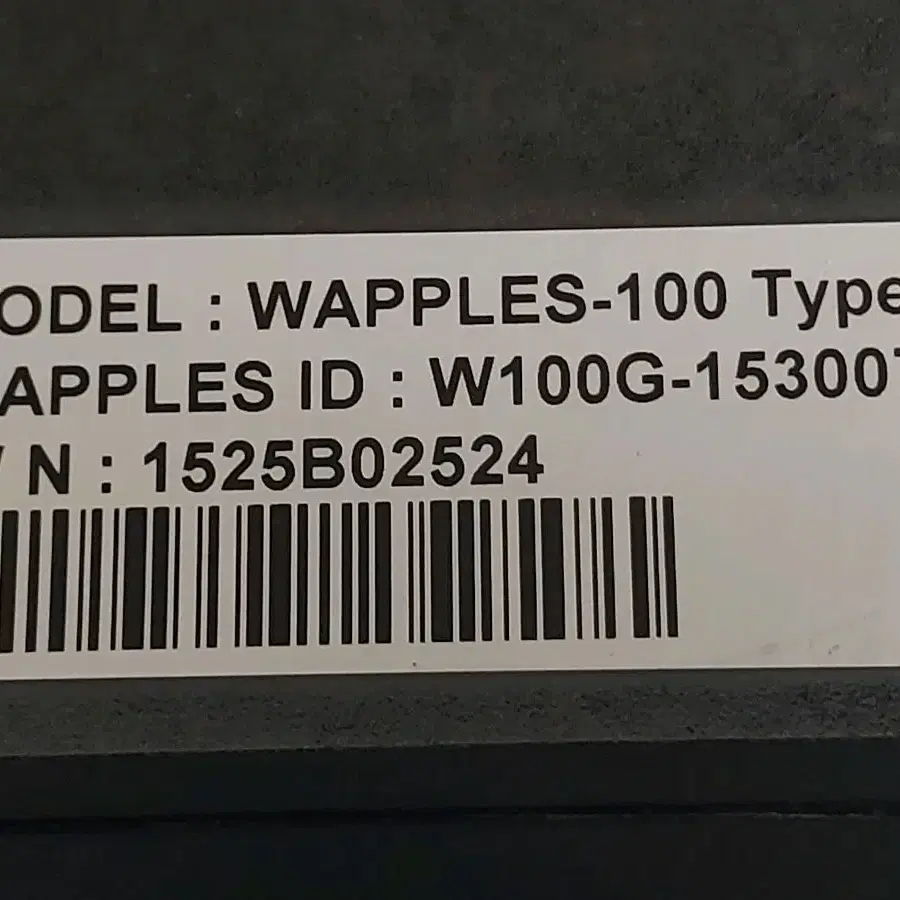 ODEL : WAPPLES-100 Type
APPLES ID : W100G-15300
N : 1525B02524